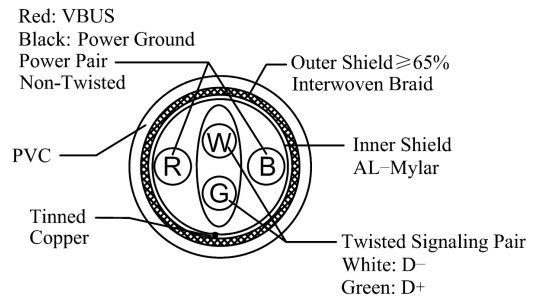 Red: VBUS
Black: Power Ground
Power Pair
Non-Twisted
Outer Shield≥65%
Interwoven Braid
PVC
R
W
B
G
Inner Shield
AL-Mylar
Tinned
Copper
Twisted Signaling Pair
White: D-
Green: D+